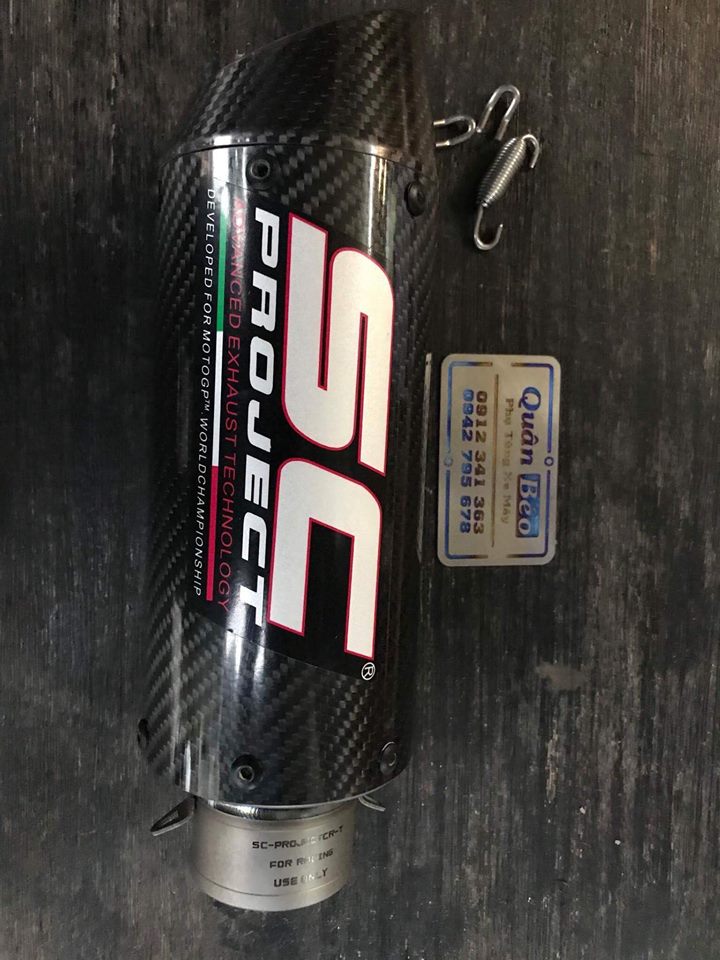 SC
®
PROJECT
ADVANCED EXHAUST TECHNOLOGY
DEVELOPED FOR MOTOGP™ WORLDCHAMPIONSHIP
SC-PROJECTCR-T
FOR RACING
USE ONLY
Quân Béo
Phụ Tùng Xe Máy
0912 341 363
0942 795 678